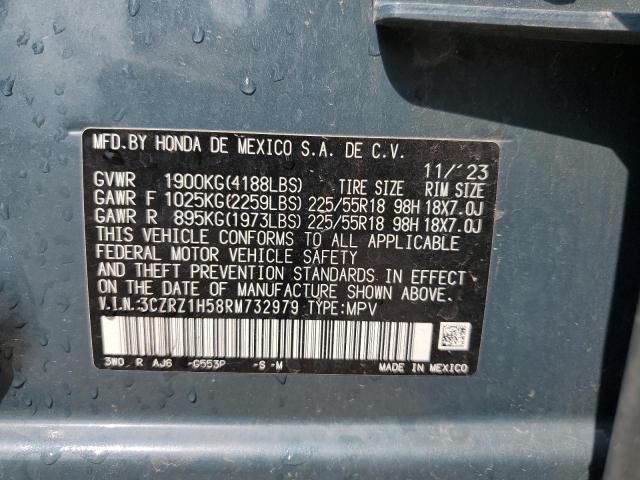 MFD.BY HONDA DE MEXICO S.A. DE C.V.
11/'23
GVWR 1900KG(4188LBS) TIRE SIZE RIM SIZE
GAWR F 1025KG(2259LBS) 225/55R18 98H 18X7.0J
GAWR R 895KG(1973LBS) 225/55R18 98H 18X7.0J
THIS VEHICLE CONFORMS TO ALL APPLICABLE
FEDERAL MOTOR VEHICLE SAFETY
AND THEFT PREVENTION STANDARDS IN EFFECT
ON THE DATE OF MANUFACTURE SHOWN ABOVE.
V.I.N.:3CZRZ1H58RM732979 TYPE:MPV
3W0 R AJ6 -G553P -S -M MADE IN MEXICO